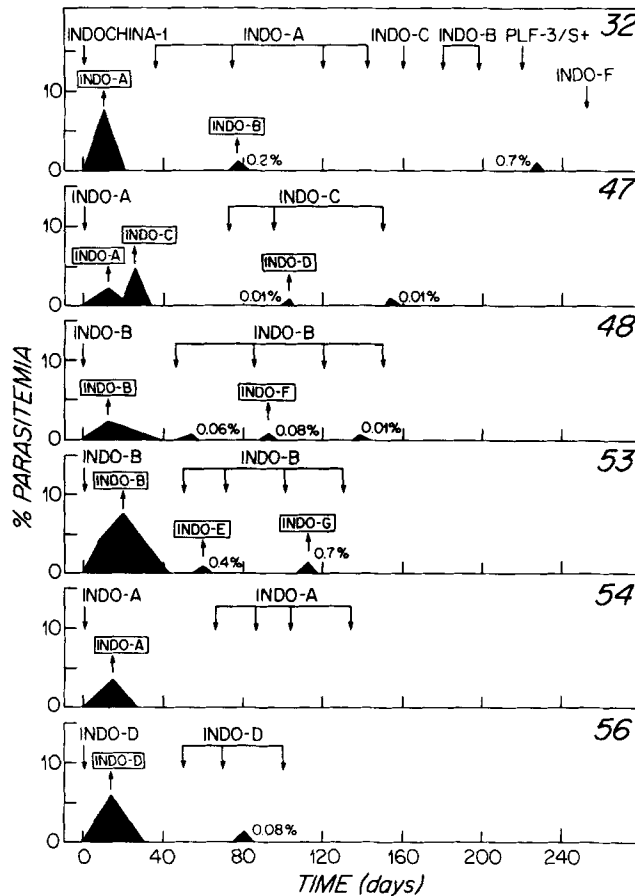 INDOCHINA-1 INDO-A INDO-C INDO-B PLF-3/S+ 32
INDO-F
INDO-A
10
INDO-B
0.2% 0.7%
0
INDO-A INDO-C 47
10
INDO-C
INDO-A INDO-D
0.01% 0.01%
0
INDO-B INDO-B 48
10
INDO-B INDO-F
0.06% 0.08% 0.01%
0
INDO-B INDO-B 53
INDO-B
10
INDO-E INDO-G
0.4% 0.7%
0
INDO-A INDO-A 54
10
INDO-A
0
INDO-D INDO-D 56
INDO-D
10
0.08%
0
% PARASITEMIA
0 40 80 120 160 200 240
TIME (days)